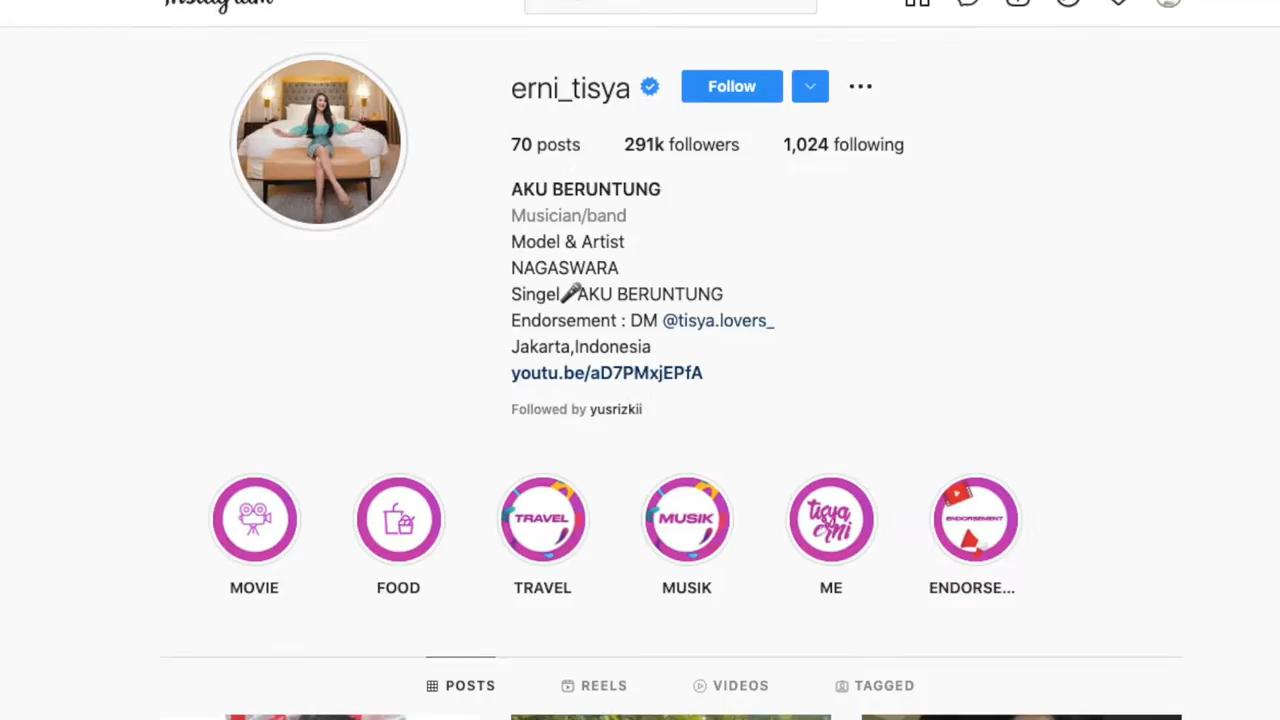 Instagram
erni_tisya
Follow
70 posts 291k followers 1,024 following
AKU BERUNTUNG
Musician/band
Model & Artist
NAGASWARA
Singel🎤AKU BERUNTUNG
Endorsement : DM @tisya.lovers_
Jakarta,Indonesia
youtu.be/aD7PMxjEPfA
Followed by yusrizkii
TRAVEL MUSIK tisya erni ENDORSEMENT
MOVIE FOOD TRAVEL MUSIK ME ENDORSE...
POSTS REELS VIDEOS TAGGED